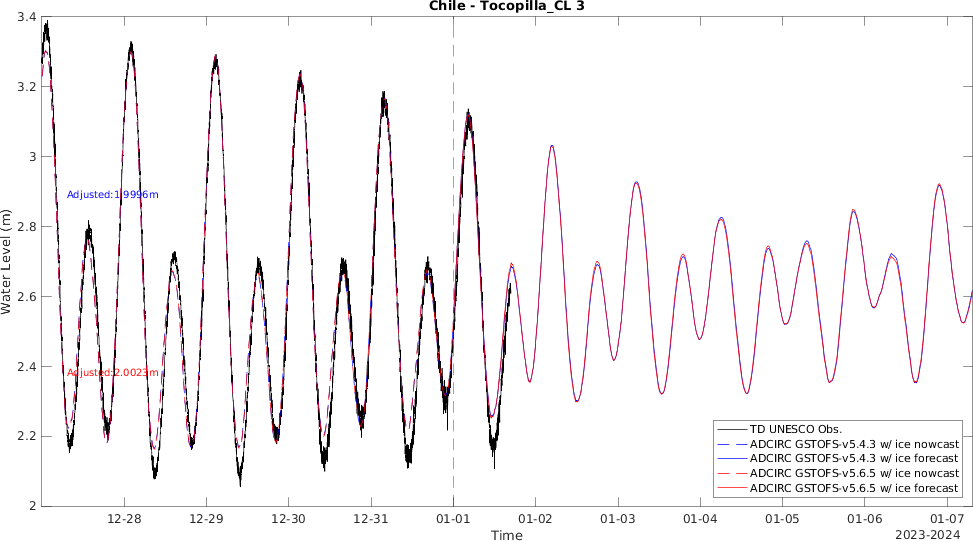 Chile - Tocopilla_CL 3
3.4
3.2
3
2.8
2.6
2.4
2.2
2
Water Level (m)
Adjusted:1.9996m
Adjusted:2.0023m
TD UNESCO Obs.
ADCIRC GSTOFS-v5.4.3 w/ ice nowcast
ADCIRC GSTOFS-v5.4.3 w/ ice forecast
ADCIRC GSTOFS-v5.6.5 w/ ice nowcast
ADCIRC GSTOFS-v5.6.5 w/ ice forecast
12-28 12-29 12-30 12-31 01-01 01-02 01-03 01-04 01-05 01-06 01-07
Time
2023-2024